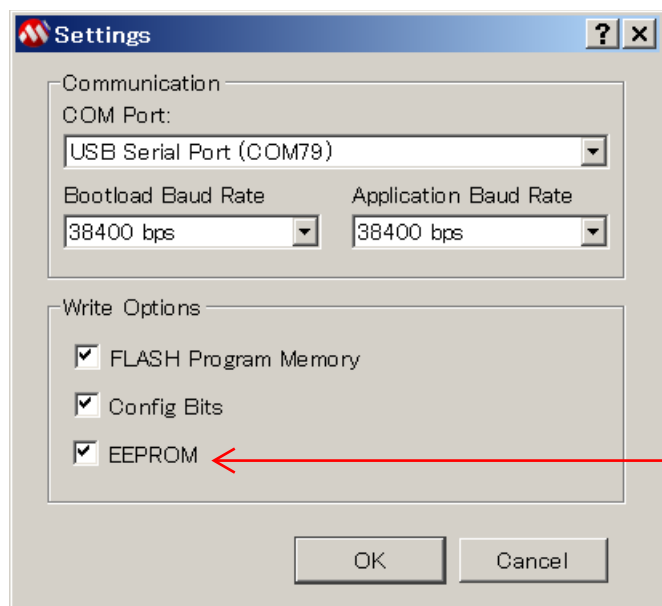 Settings
Communication
COM Port:
USB Serial Port (COM79)
Bootload Baud Rate Application Baud Rate
38400 bps 38400 bps
Write Options
FLASH Program Memory
Config Bits
EEPROM
OK Cancel